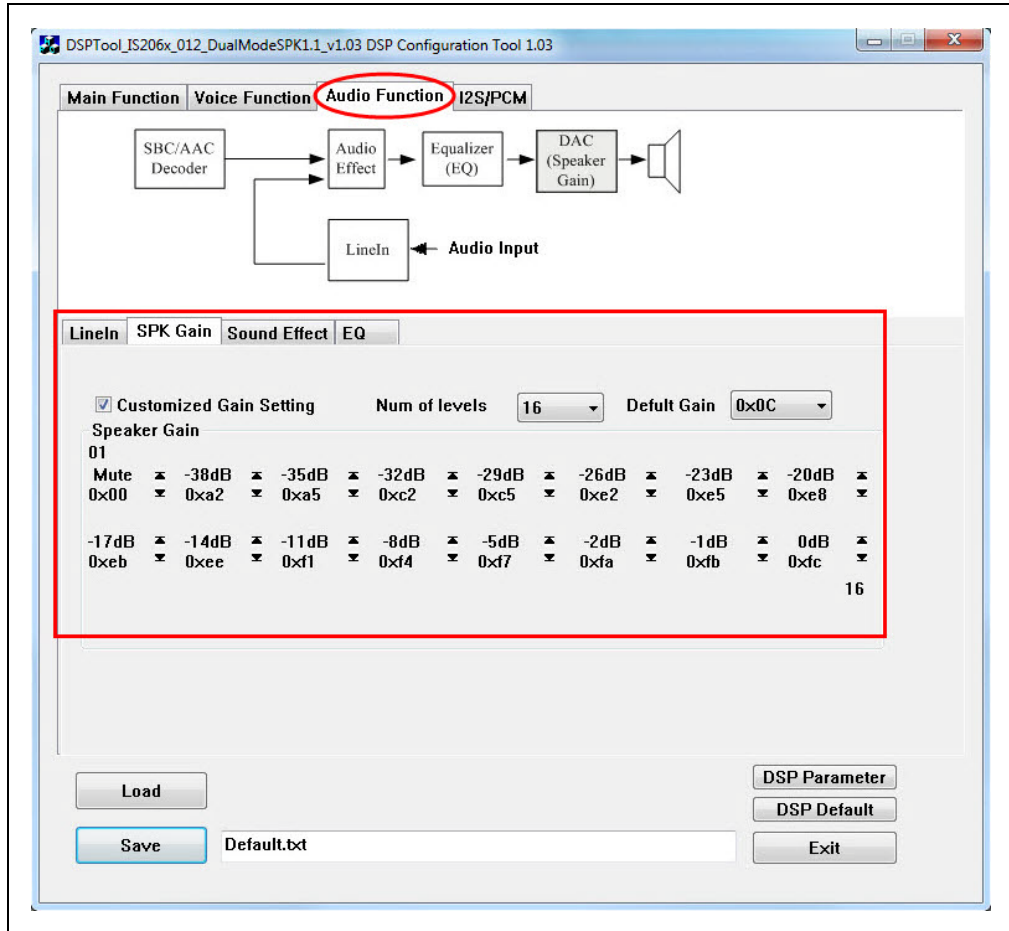 DSPTool_IS206x_012_DualModeSPK1.1_v1.03 DSP Configuration Tool 1.03
Main Function Voice Function Audio Function I2S/PCM
SBC/AAC
Decoder
Audio
Effect
Equalizer
(EQ)
DAC
(Speaker
Gain)
LineIn
Audio Input
LineIn SPK Gain Sound Effect EQ
Customized Gain Setting Num of levels 16 Defult Gain 0x0C
Speaker Gain
01
Mute -38dB -35dB -32dB -29dB -26dB -23dB -20dB
0x00 0xa2 0xa5 0xc2 0xc5 0xe2 0xe5 0xe8
-17dB -14dB -11dB -8dB -5dB -2dB -1dB 0dB
0xeb 0xee 0xf1 0xf4 0xf7 0xfa 0xfb 0xfc
16
Load
DSP Parameter
DSP Default
Save Default.txt Exit